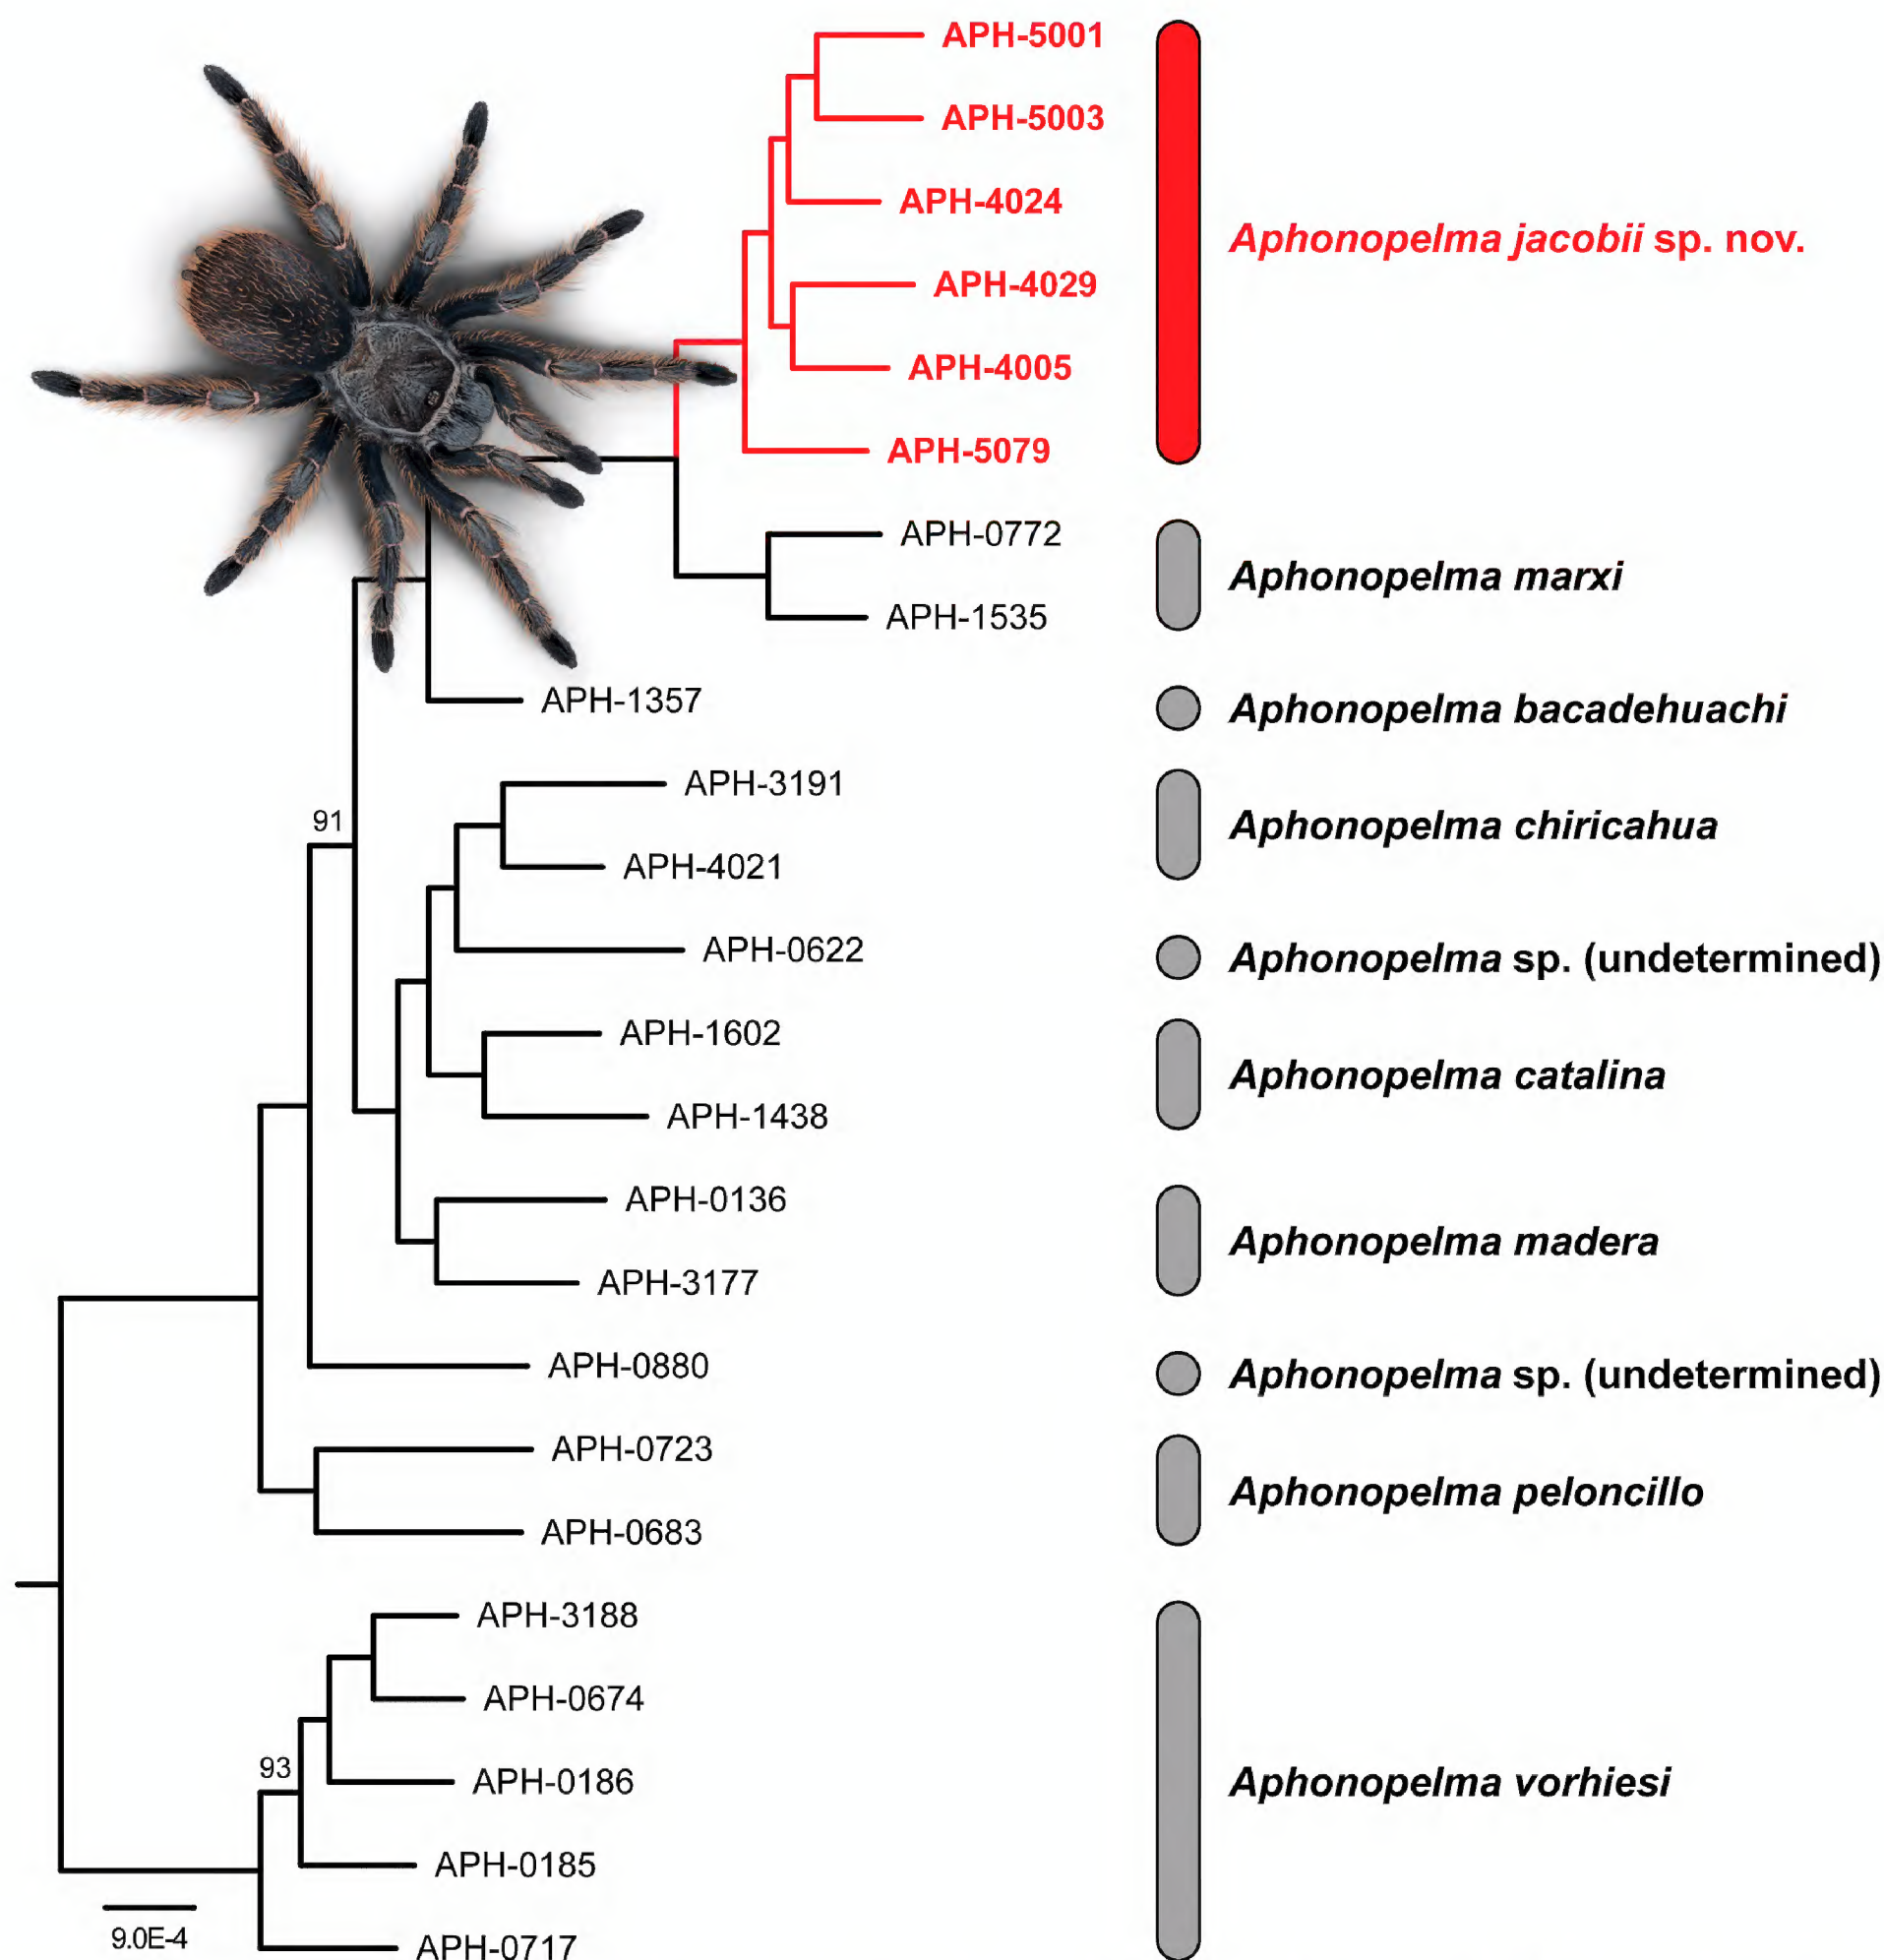 APH-5001
APH-5003
APH-4024
Aphonopelma jacobii sp. nov.
APH-4029
APH-4005
APH-5079
APH-0772
Aphonopelma marxi
APH-1535
APH-1357
Aphonopelma bacadehuachi
APH-3191
91
Aphonopelma chiricahua
APH-4021
APH-0622
Aphonopelma sp. (undetermined)
APH-1602
Aphonopelma catalina
APH-1438
APH-0136
Aphonopelma madera
APH-3177
APH-0880
Aphonopelma sp. (undetermined)
APH-0723
Aphonopelma peloncillo
APH-0683
APH-3188
APH-0674
93
APH-0186
Aphonopelma vorhiesi
APH-0185
9.0E-4
APH-0717